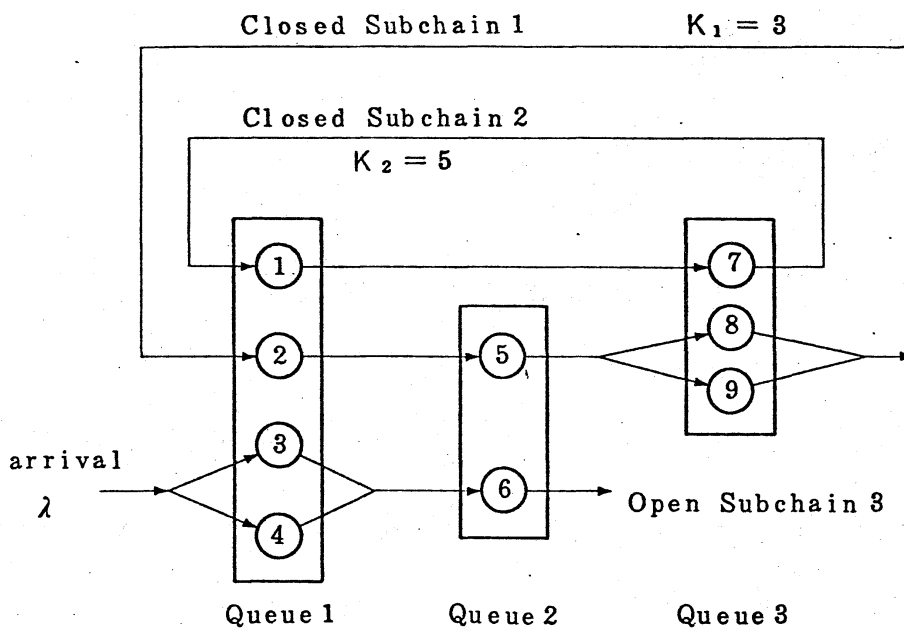 Closed Subchain 1 K₁ = 3
Closed Subchain 2
K₂ = 5
1
7
8
2
5
9
3
arrival
λ
6
Open Subchain 3
4
Queue 1 Queue 2 Queue 3